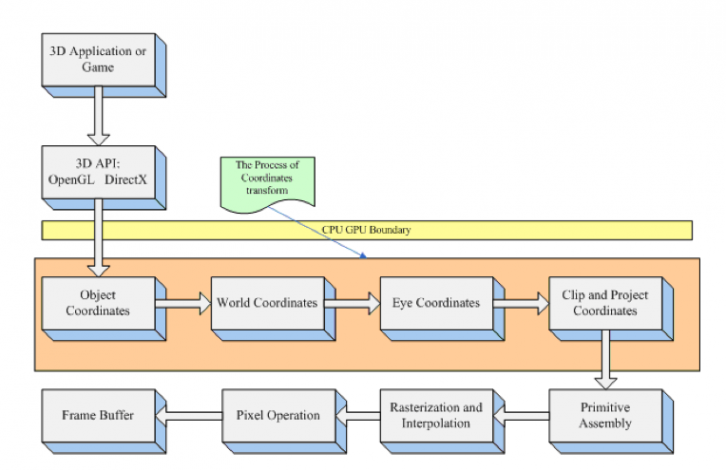 3D Application or
Game
3D API:
OpenGL DirectX
The Process of
Coordinates
transform
CPU GPU Boundary
Object
Coordinates
World Coordinates
Eye Coordinates
Clip and Project
Coordinates
Frame Buffer
Pixel Operation
Rasterization and
Interpolation
Primitive
Assembly